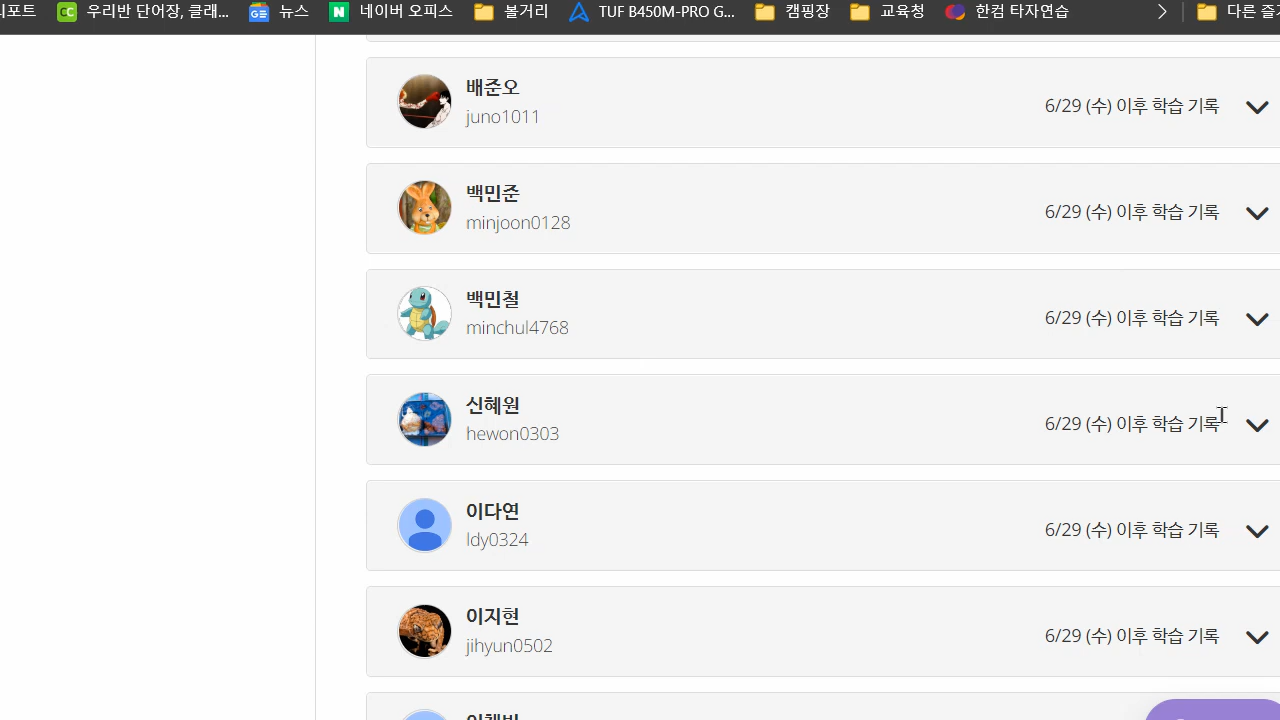 리포트 우리반 단어장, 클래... 뉴스 네이버 오피스 볼거리 TUF B450M-PRO G... 캠핑장 교육청 한컴 타자연습 다른 즐겨
배준오
juno1011
6/29 (수) 이후 학습 기록
백민준
minjoon0128
6/29 (수) 이후 학습 기록
백민철
minchul4768
6/29 (수) 이후 학습 기록
신혜원
hewon0303
6/29 (수) 이후 학습 기록
이다연
ldy0324
6/29 (수) 이후 학습 기록
이지현
jihyun0502
6/29 (수) 이후 학습 기록